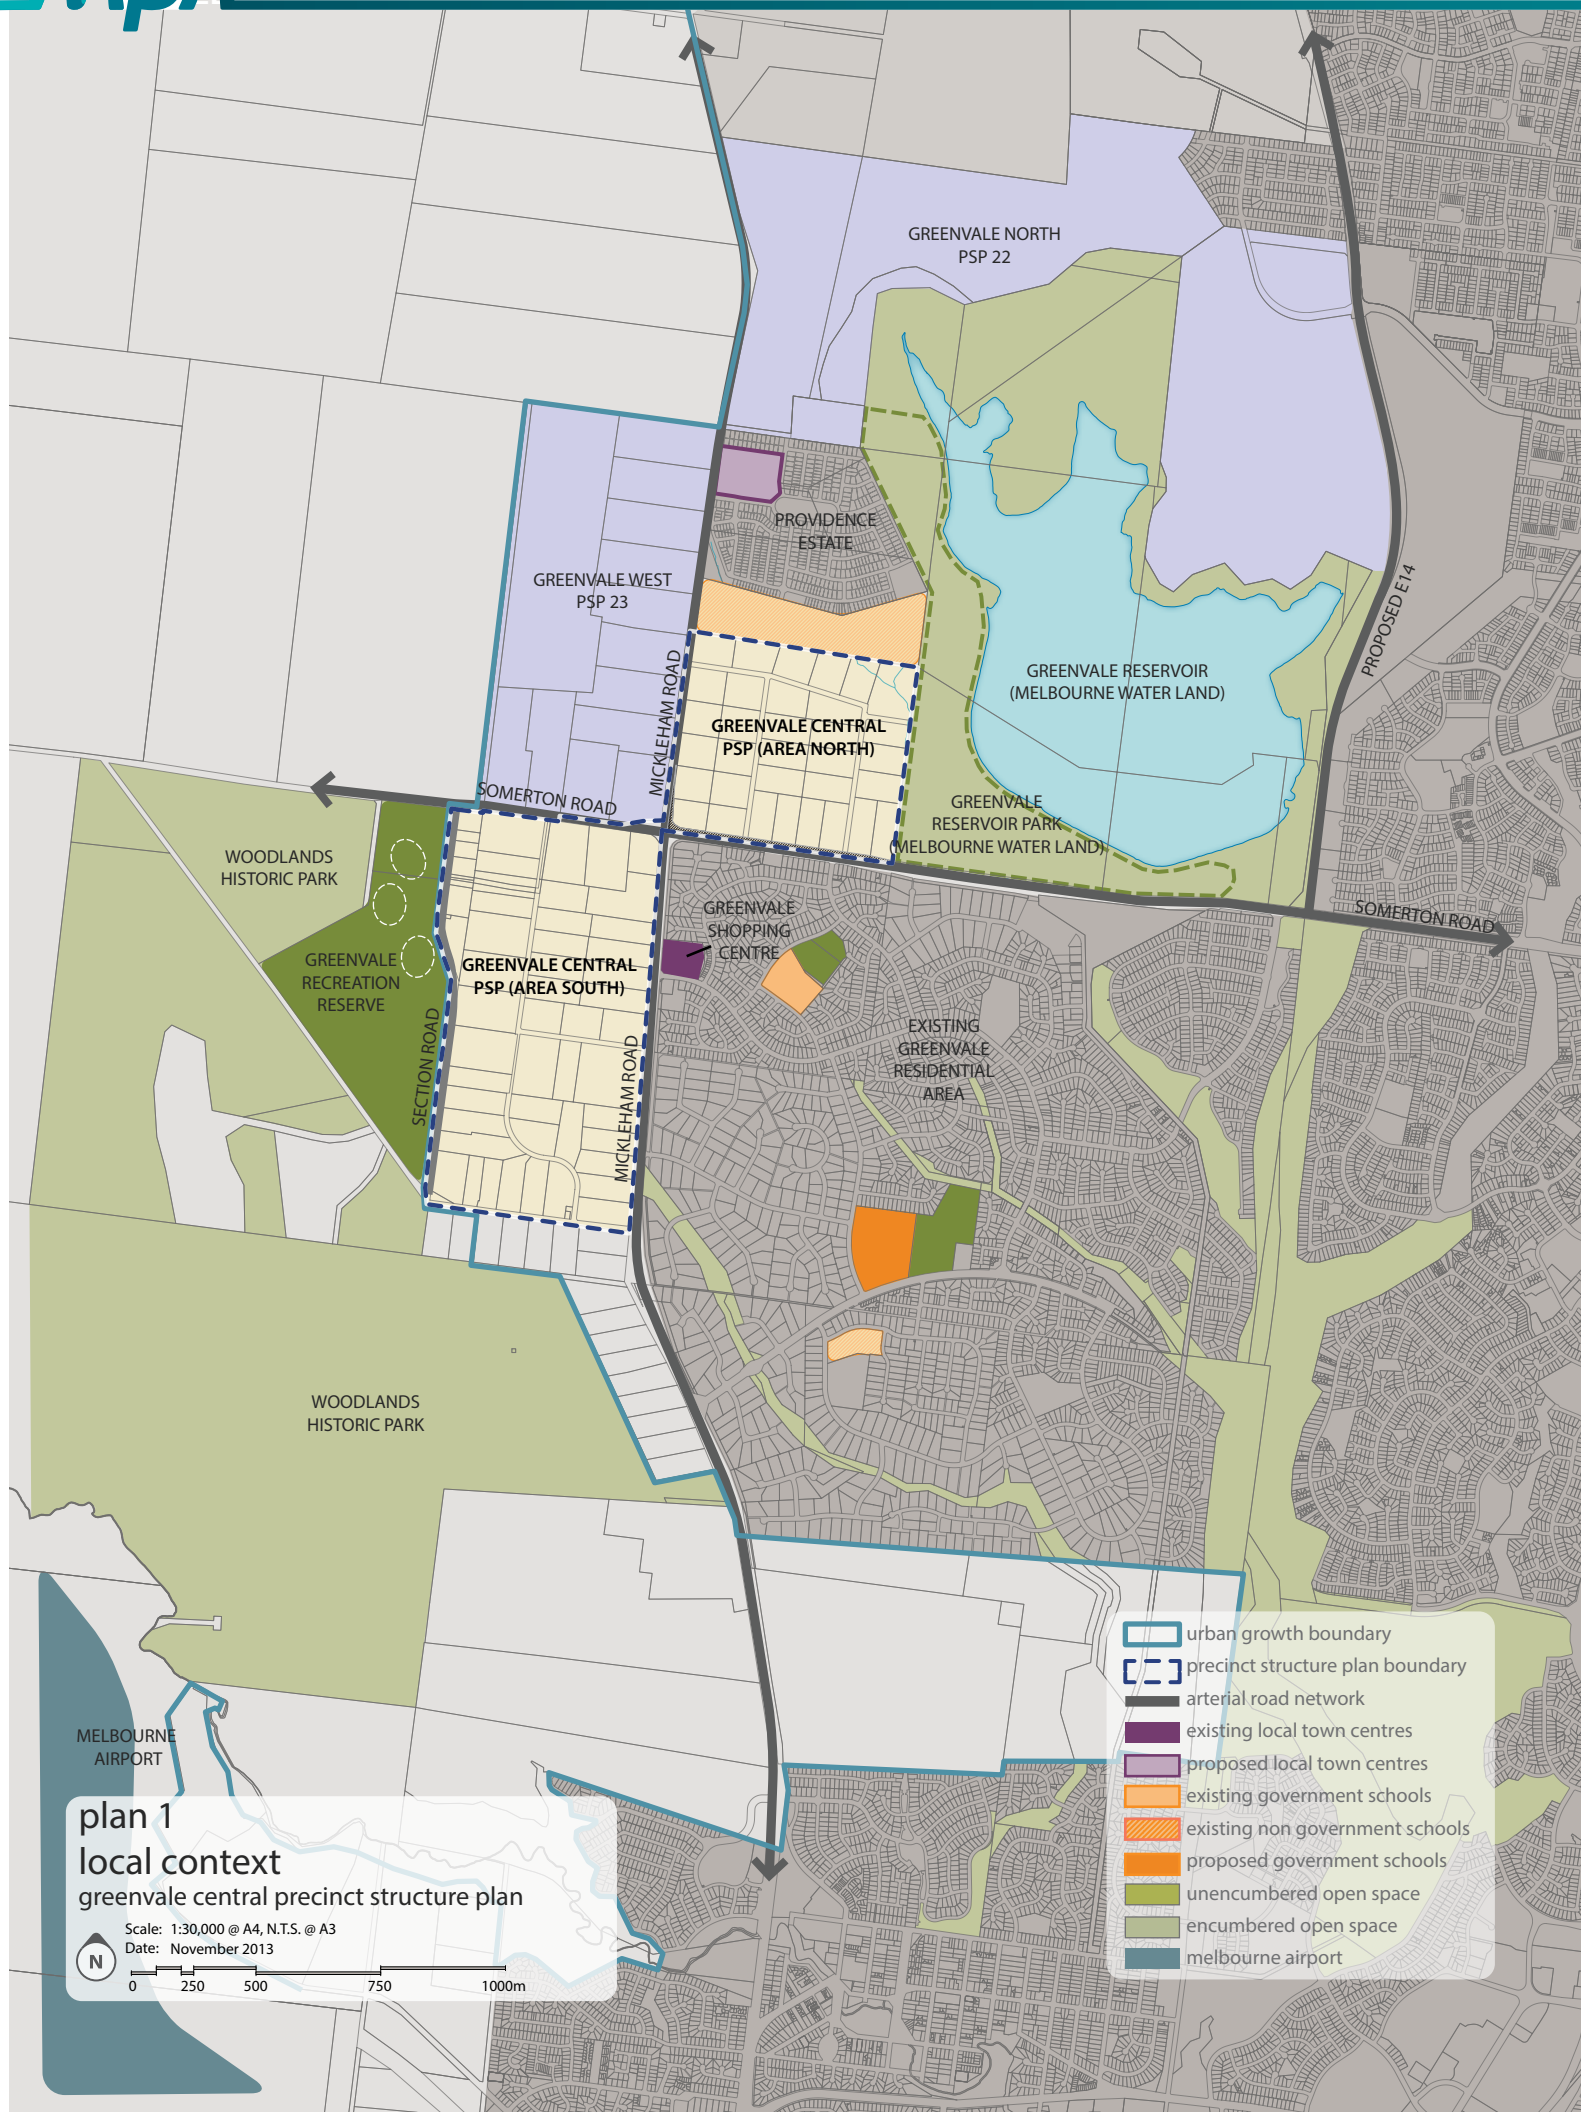 GREENVALE NORTH
PSP 22
PROVIDENCE
ESTATE
GREENVALE WEST
PSP 23
PROPOSED E14
MICKLEHAM ROAD
GREENVALE RESERVOIR
(MELBOURNE WATER LAND)
GREENVALE CENTRAL
PSP (AREA NORTH)
SOMERTON ROAD
GREENVALE
RESERVOIR PARK
(MELBOURNE WATER LAND)
WOODLANDS
HISTORIC PARK
GREENVALE
SHOPPING
CENTRE
SOMERTON ROAD
GREENVALE
RECREATION
RESERVE
GREENVALE CENTRAL
PSP (AREA SOUTH)
EXISTING
GREENVALE
RESIDENTIAL
AREA
SECTION ROAD
MICKLEHAM ROAD
WOODLANDS
HISTORIC PARK
MELBOURNE
AIRPORT
urban growth boundary
precinct structure plan boundary
arterial road network
existing local town centres
proposed local town centres
existing government schools
existing non government schools
proposed government schools
unencumbered open space
encumbered open space
melbourne airport
plan 1
local context
greenvale central precinct structure plan
Scale: 1:30,000 @ A4, N.T.S. @ A3
Date: November 2013
N
0 250 500 750 1000m